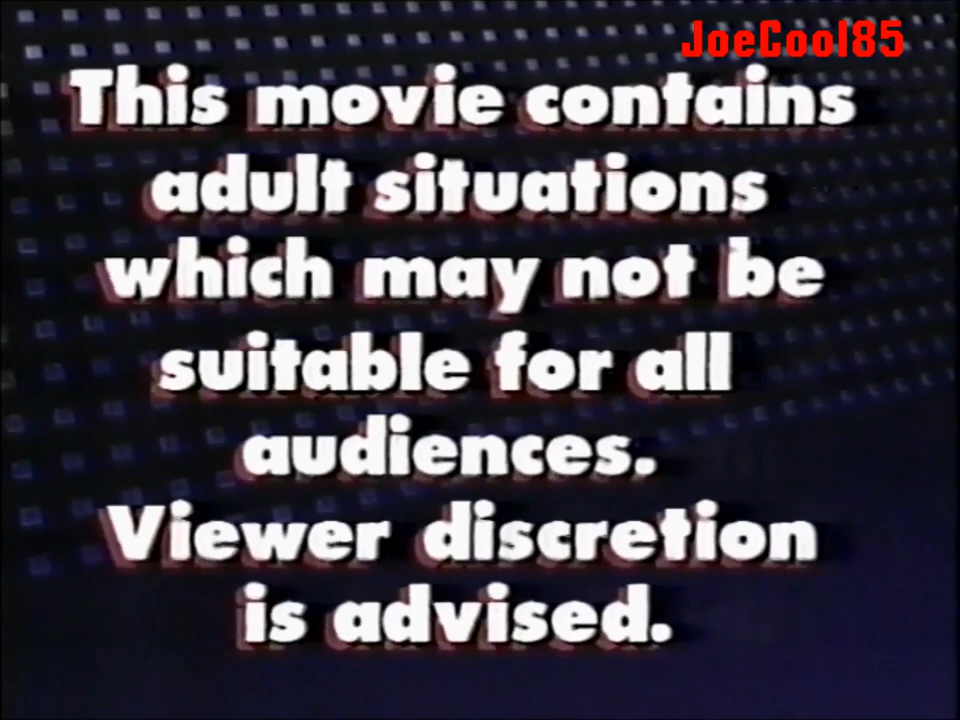 JoeCool85
This movie contains
adult situations
which may not be
suitable for all
audiences.
Viewer discretion
is advised.